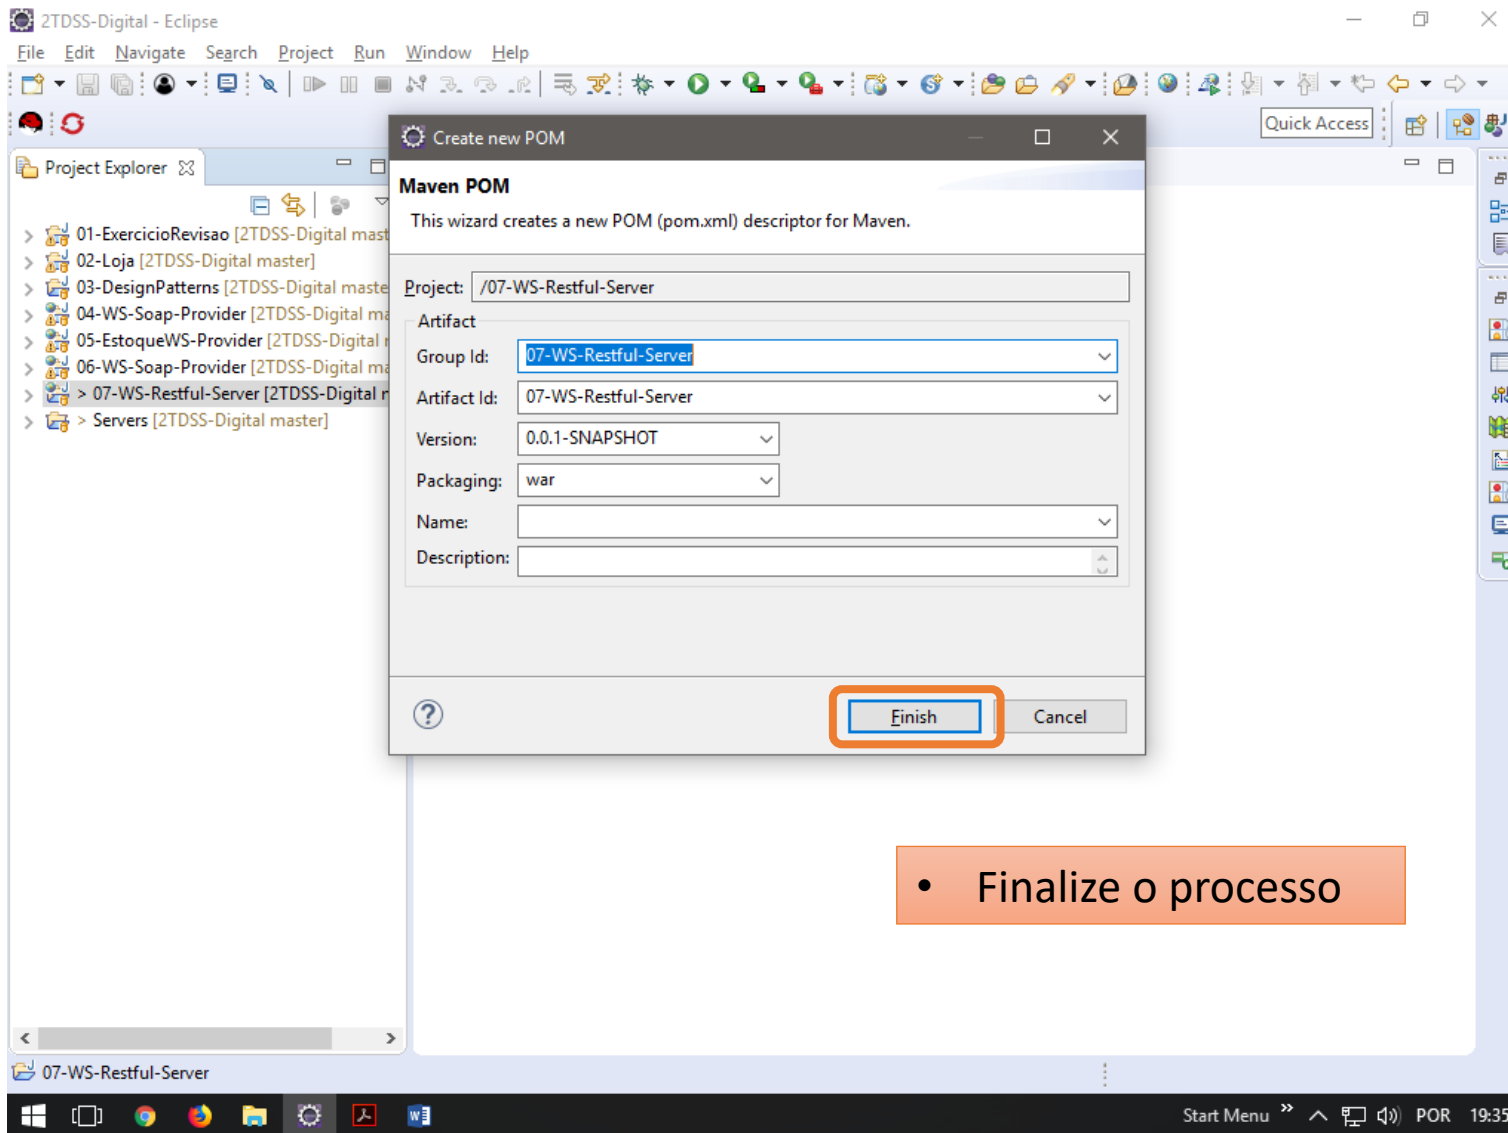 2TDSS-Digital - Eclipse
File Edit Navigate Search Project Run Window Help
Quick Access
Project Explorer
01-ExercicioRevisao [2TDSS-Digital mast
02-Loja [2TDSS-Digital master]
03-DesignPatterns [2TDSS-Digital maste
04-WS-Soap-Provider [2TDSS-Digital ma
05-EstoqueWS-Provider [2TDSS-Digital r
06-WS-Soap-Provider [2TDSS-Digital ma
> 07-WS-Restful-Server [2TDSS-Digital r
> Servers [2TDSS-Digital master]
Create new POM
Maven POM
This wizard creates a new POM (pom.xml) descriptor for Maven.
Project: /07-WS-Restful-Server
Artifact
Group Id: 07-WS-Restful-Server
Artifact Id: 07-WS-Restful-Server
Version: 0.0.1-SNAPSHOT
Packaging: war
Name:
Description:
Finish Cancel
• Finalize o processo
07-WS-Restful-Server
Start Menu » POR 19:35